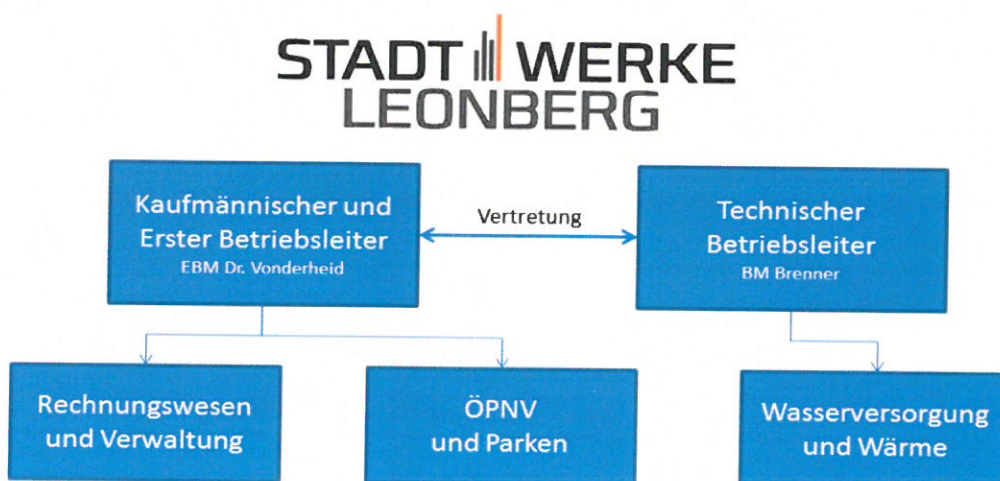 STADT WERKE
LEONBERG
Kaufmännischer und
Erster Betriebsleiter
EBM Dr. Vonderheid
Vertretung
Technischer
Betriebsleiter
BM Brenner
Rechnungswesen
und Verwaltung
ÖPNV
und Parken
Wasserversorgung
und Wärme